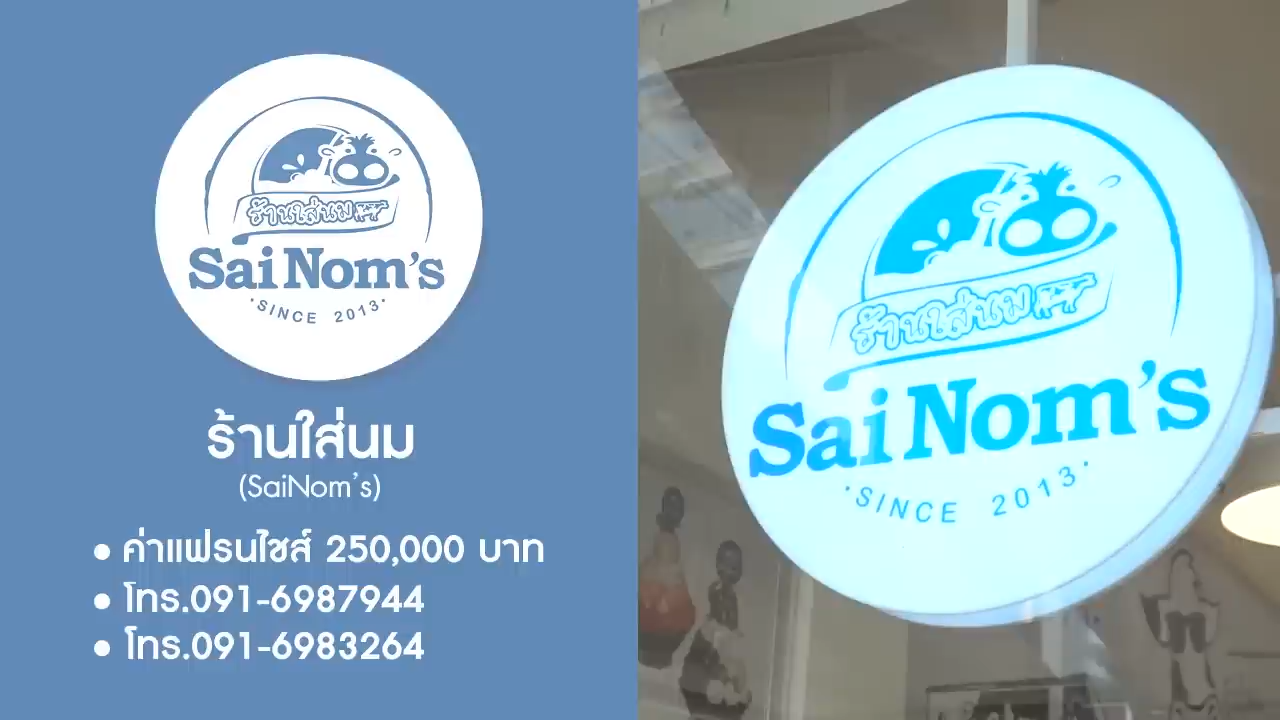 ร้านใส่นม
Sai Nom's
·SINCE 2013·
ร้านใส่นม
(SaiNom's)
• ค่าแฟรนไชส์ 250,000 บาท
• โทร.091-6987944
• โทร.091-6983264
ร้านใส่นม
Sai Nom's
·SINCE 2013·